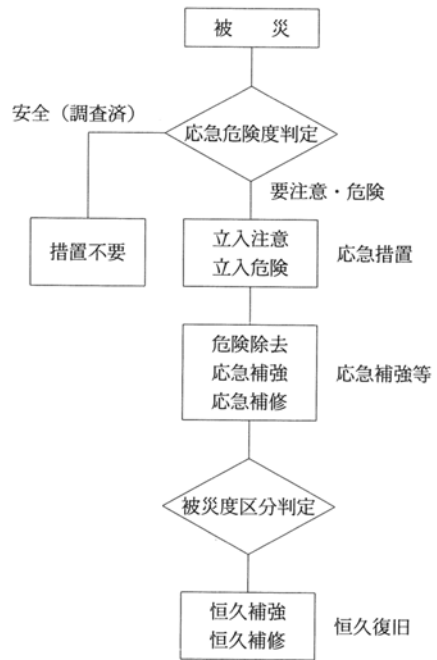 被　災
安全（調査済）
応急危険度判定
要注意・危険
措置不要
立入注意
立入危険
応急措置
危険除去
応急補強
応急補修
応急補強等
被災度区分判定
恒久補強
恒久補修
恒久復旧